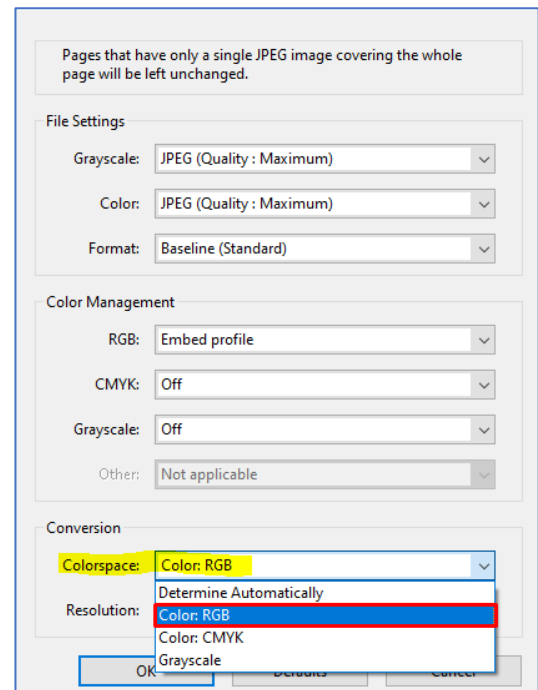 Pages that have only a single JPEG image covering the whole
page will be left unchanged.
File Settings
Grayscale: JPEG (Quality : Maximum)
Color: JPEG (Quality : Maximum)
Format: Baseline (Standard)
Color Management
RGB: Embed profile
CMYK: Off
Grayscale: Off
Other: Not applicable
Conversion
Colorspace: Color: RGB
Determine Automatically
Resolution: Color: RGB
Color: CMYK
Grayscale
OK Defaults Cancel